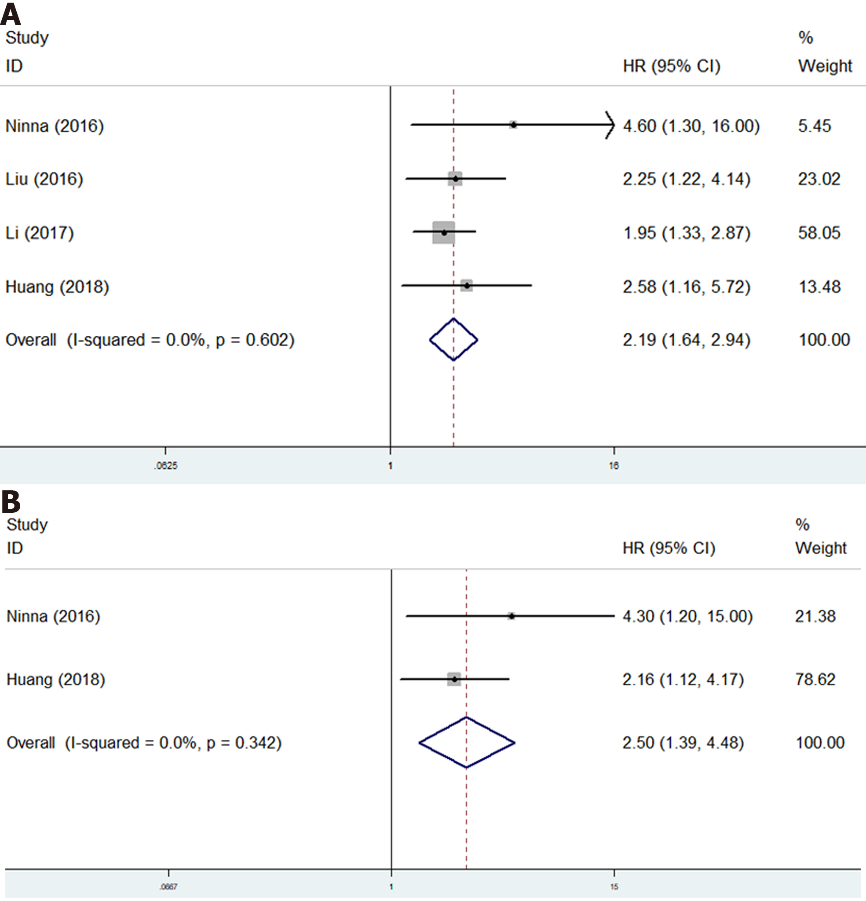 A
Study %
ID HR (95% CI) Weight
Ninna (2016) 4.60 (1.30, 16.00) 5.45
Liu (2016) 2.25 (1.22, 4.14) 23.02
Li (2017) 1.95 (1.33, 2.87) 58.05
Huang (2018) 2.58 (1.16, 5.72) 13.48
Overall (I-squared = 0.0%, p = 0.602) 2.19 (1.64, 2.94) 100.00
.0625 1 16
B
Study %
ID HR (95% CI) Weight
Ninna (2016) 4.30 (1.20, 15.00) 21.38
Huang (2018) 2.16 (1.12, 4.17) 78.62
Overall (I-squared = 0.0%, p = 0.342) 2.50 (1.39, 4.48) 100.00
.0667 1 15